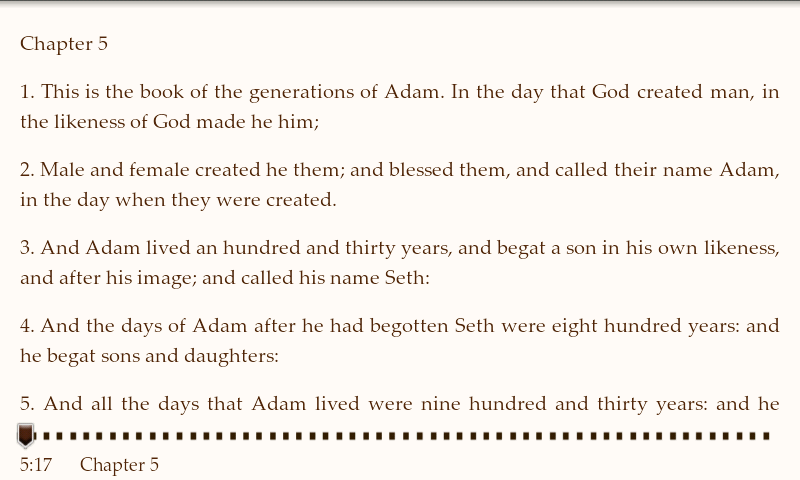 Chapter 5
1. This is the book of the generations of Adam. In the day that God created man, in
the likeness of God made he him;
2. Male and female created he them; and blessed them, and called their name Adam,
in the day when they were created.
3. And Adam lived an hundred and thirty years, and begat a son in his own likeness,
and after his image; and called his name Seth:
4. And the days of Adam after he had begotten Seth were eight hundred years: and
he begat sons and daughters:
5. And all the days that Adam lived were nine hundred and thirty years: and he
5:17 Chapter 5